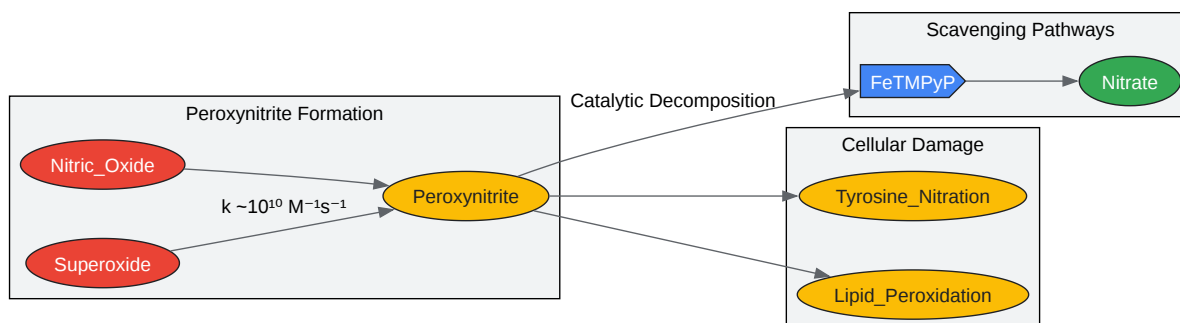 Scavenging Pathways
FeTMPyP
Nitrate
Catalytic Decomposition
Peroxynitrite Formation
Nitric_Oxide
Peroxynitrite
k ~10¹⁰ M⁻¹s⁻¹
Superoxide
Cellular Damage
Tyrosine_Nitration
Lipid_Peroxidation